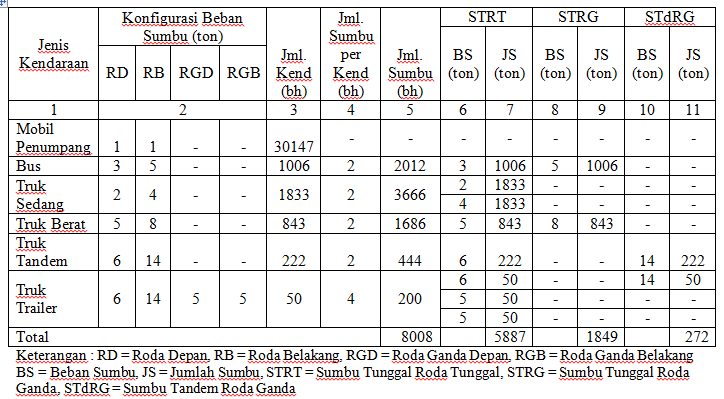 Jenis Kendaraan | Konfigurasi Beban Sumbu (ton) | Jml. Kend (bh) | Jml. Sumbu per Kend (bh) | Jml. Sumbu (bh) | STRT | STRG | STdRG
RD | RB | RGD | RGB | BS (ton) | JS (ton) | BS (ton) | JS (ton) | BS (ton) | JS (ton)
1 | 2 | 3 | 4 | 5 | 6 | 7 | 8 | 9 | 10 | 11
Mobil Penumpang | 1 | 1 | - | - | 30147 | - | - | - | - | - | - | - | -
Bus | 3 | 5 | - | - | 1006 | 2 | 2012 | 3 | 1006 | 5 | 1006 | - | -
Truk Sedang | 2 | 4 | - | - | 1833 | 2 | 3666 | 2 | 1833 | - | - | - | -
4 | 1833 | - | - | - | -
Truk Berat | 5 | 8 | - | - | 843 | 2 | 1686 | 5 | 843 | 8 | 843 | - | -
Truk Tandem | 6 | 14 | - | - | 222 | 2 | 444 | 6 | 222 | - | - | 14 | 222
Truk Trailer | 6 | 14 | 5 | 5 | 50 | 4 | 200 | 6 | 50 | - | - | 14 | 50
5 | 50 | - | - | - | -
5 | 50 | - | - | - | -
Total | 8008 | 5887 | 1849 | 272
Keterangan : RD = Roda Depan, RB = Roda Belakang, RGD = Roda Ganda Depan, RGB = Roda Ganda Belakang
BS = Beban Sumbu, JS = Jumlah Sumbu, STRT = Sumbu Tunggal Roda Tunggal, STRG = Sumbu Tunggal Roda
Ganda, STdRG = Sumbu Tandem Roda Ganda